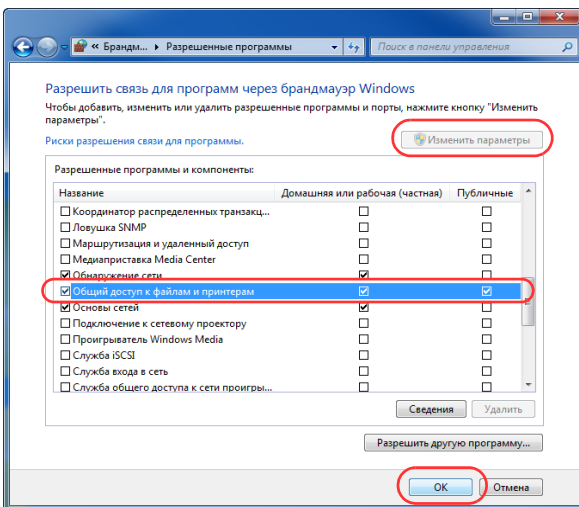 « Брандм... ▸ Разрешенные программы
Поиск в панели управления
Разрешить связь для программ через брандмауэр Windows
Чтобы добавить, изменить или удалить разрешенные программы и порты, нажмите кнопку "Изменить
параметры".
Риски разрешения связи для программы.
Изменить параметры
Разрешенные программы и компоненты:
Название Домашняя или рабочая (частная) Публичные
Координатор распределенных транзакц...
Ловушка SNMP
Маршрутизация и удаленный доступ
Медиаприставка Media Center
Обнаружение сети
Общий доступ к файлам и принтерам
Основы сетей
Подключение к сетевому проектору
Проигрыватель Windows Media
Служба iSCSI
Служба входа в сеть
Служба общего доступа к сети проигры...
Сведения Удалить
Разрешить другую программу...
ОК Отмена